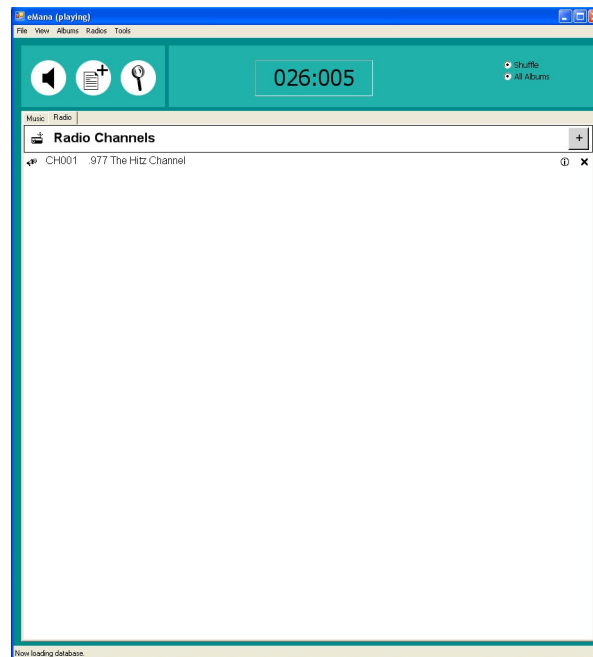 eMana (playing)
File View Albums Radios Tools
026:005
Shuffle
All Albums
Music Radio
Radio Channels +
CH001 .977 The Hitz Channel
Now loading database.